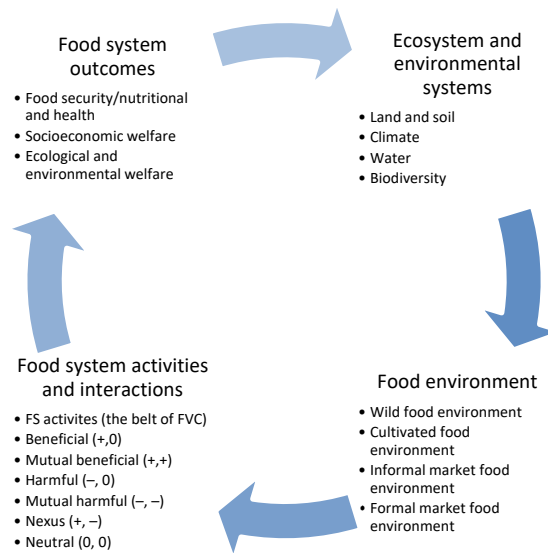 Food system
outcomes
• Food security/nutritional
and health
• Socioeconomic welfare
• Ecological and
environmental welfare
Ecosystem and
environmental
systems
• Land and soil
• Climate
• Water
• Biodiversity
Food environment
• Wild food environment
• Cultivated food
environment
• Informal market food
environment
• Formal market food
environment
Food system activities
and interactions
• FS activites (the belt of FVC)
• Beneficial (+,0)
• Mutual beneficial (+,+)
• Harmful (–, 0)
• Mutual harmful (–, –)
• Nexus (+, –)
• Neutral (0, 0)